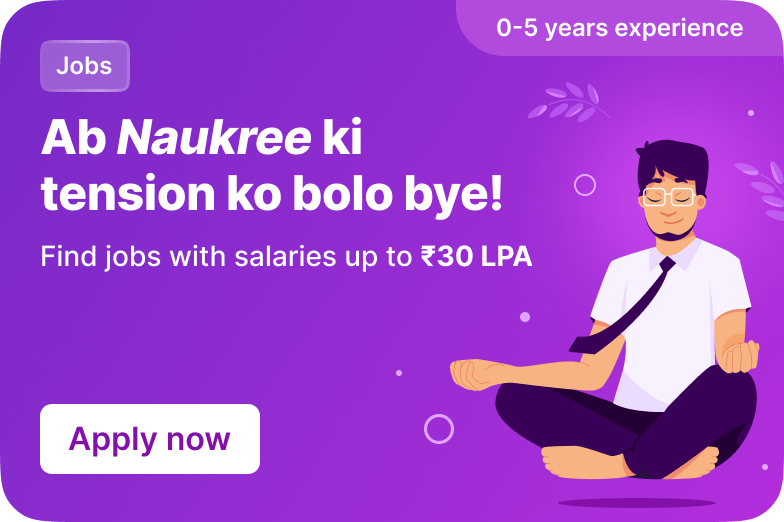 0-5 years experience
Jobs
Ab Naukree ki
tension ko bolo bye!
Find jobs with salaries up to ₹30 LPA
Apply now